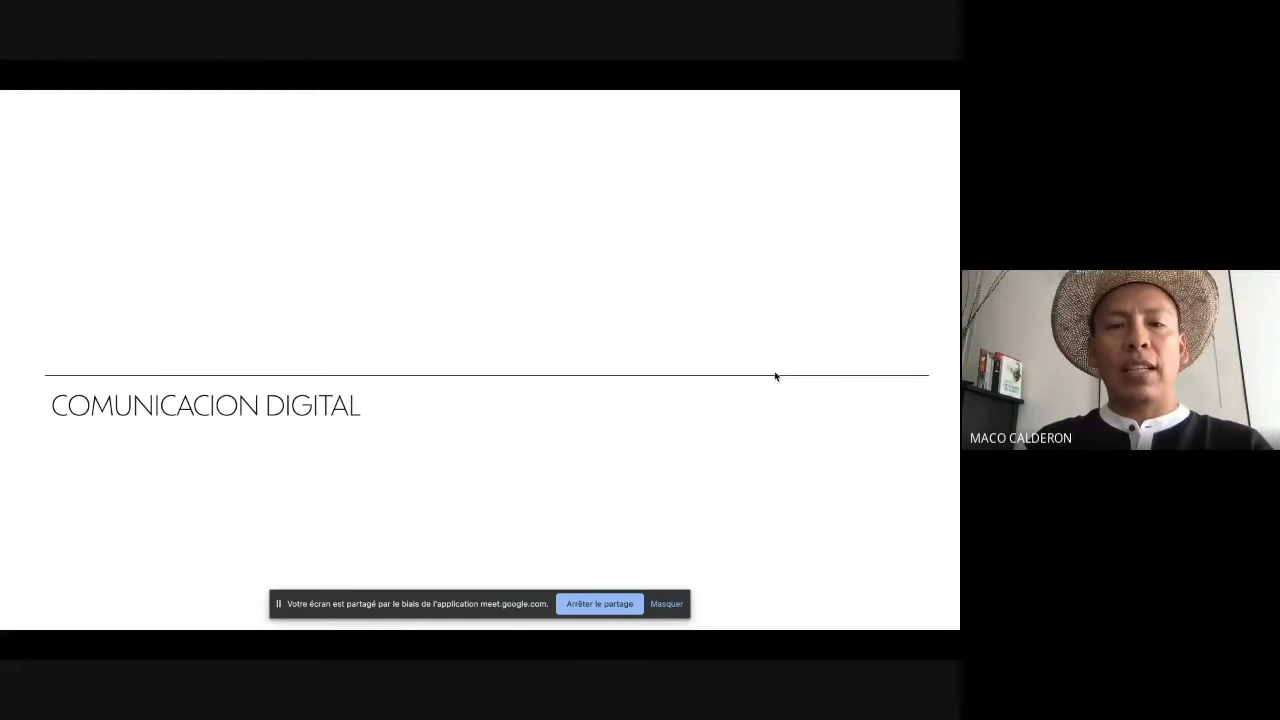 COMUNICACION DIGITAL
MACO CALDERON
Votre écran est partagé par le biais de l'application meet.google.com. Arrêter le partage Masquer